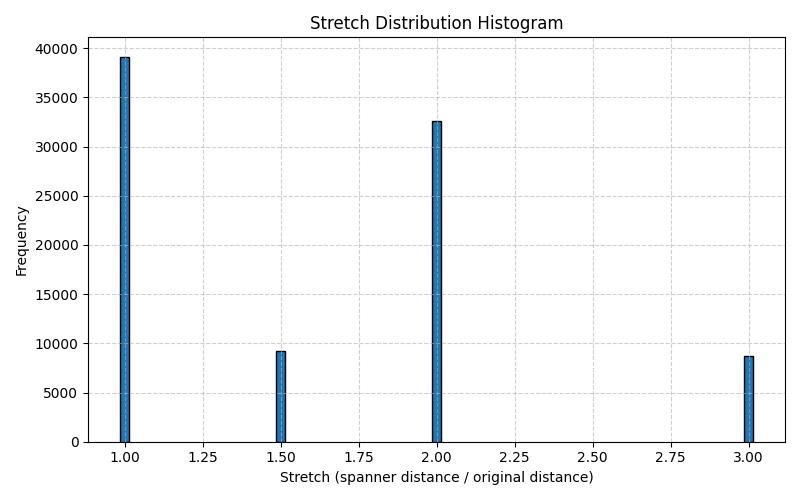 Stretch Distribution Histogram
Frequency
40000
35000
30000
25000
20000
15000
10000
5000
0
1.00 1.25 1.50 1.75 2.00 2.25 2.50 2.75 3.00
Stretch (spanner distance / original distance)